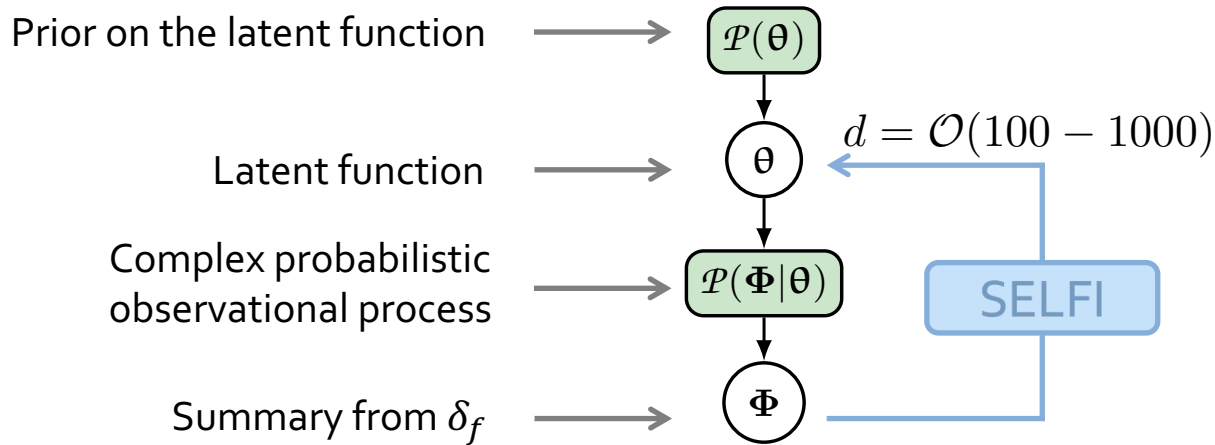 Prior on the latent function
𝒫(θ)
d = 𝒪(100 − 1000)
Latent function
θ
Complex probabilistic
observational process
𝒫(Φ|θ)
SELFI
Summary from δ_f
Φ